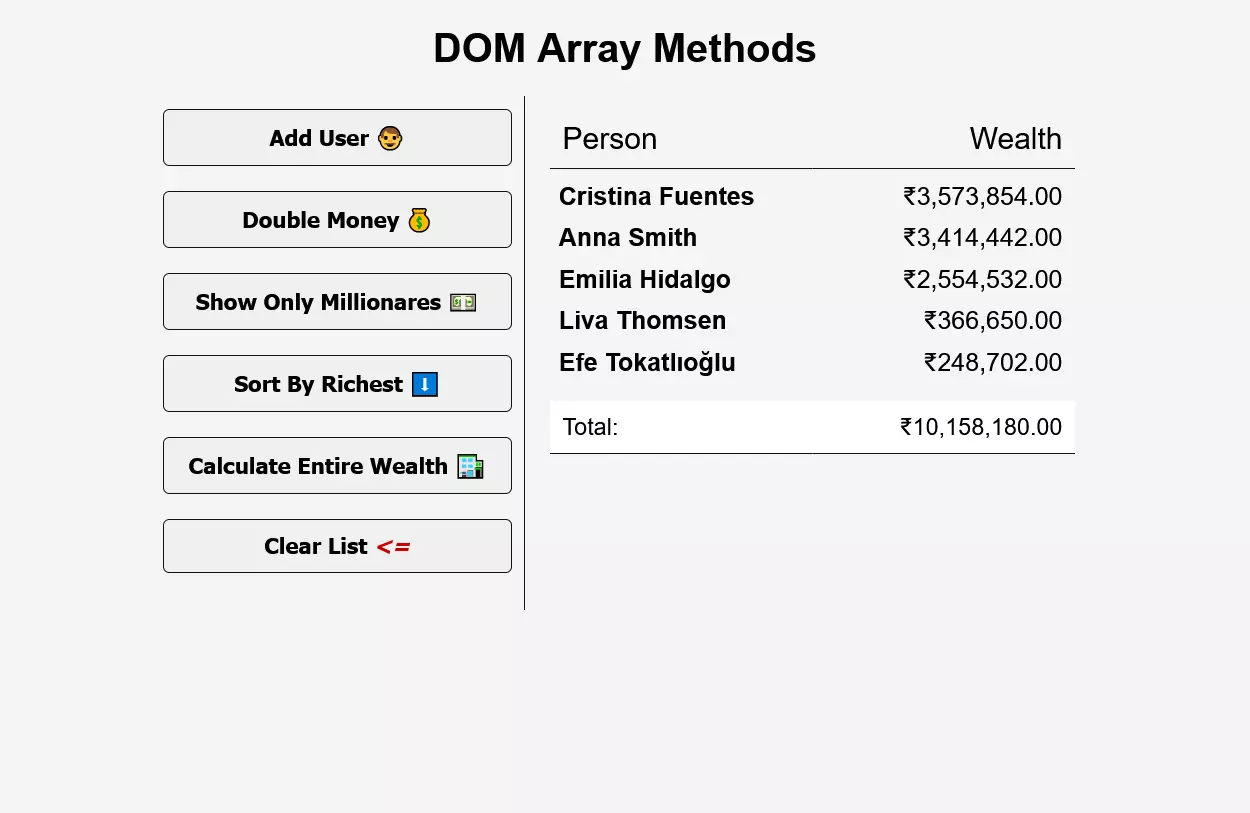 DOM Array Methods
Add User 👨
Double Money 💰
Show Only Millionares 💵
Sort By Richest ⬇
Calculate Entire Wealth 🏦
Clear List <=
Person Wealth
Cristina Fuentes ₹3,573,854.00
Anna Smith ₹3,414,442.00
Emilia Hidalgo ₹2,554,532.00
Liva Thomsen ₹366,650.00
Efe Tokatlıoğlu ₹248,702.00
Total: ₹10,158,180.00